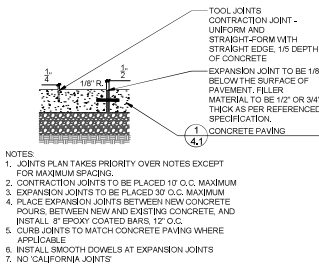 TOOL JOINTS
CONTRACTION JOINT -
UNIFORM AND
STRAIGHT-FORM WITH
STRAIGHT EDGE, 1/5 DEPTH
OF CONCRETE
EXPANSION JOINT TO BE 1/8"
BELOW THE SURFACE OF
PAVEMENT. FILLER
MATERIAL TO BE 1/2" OR 3/4"
THICK AS PER REFERENCED
SPECIFICATION.
1/4"
1/8" R.
1/2"
1
4.1
CONCRETE PAVING
NOTES:
1. JOINTS PLAN TAKES PRIORITY OVER NOTES EXCEPT
FOR MAXIMUM SPACING.
2. CONTRACTION JOINTS TO BE PLACED 10' O.C. MAXIMUM
3. EXPANSION JOINTS TO BE PLACED 30' O.C. MAXIMUM
4. PLACE EXPANSION JOINTS BETWEEN NEW CONCRETE
POURS, BETWEEN NEW AND EXISTING CONCRETE, AND
INSTALL 8" EPOXY COATED BARS, 12" O.C.
5. CURB JOINTS TO MATCH CONCRETE PAVING WHERE
APPLICABLE
6. INSTALL SMOOTH DOWELS AT EXPANSION JOINTS
7. NO 'CALIFORNIA JOINTS'